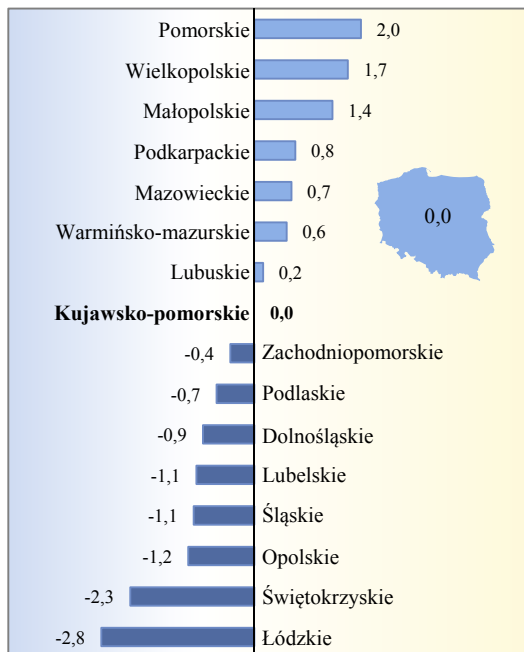 Pomorskie 2,0
Wielkopolskie 1,7
Małopolskie 1,4
Podkarpackie 0,8
Mazowieckie 0,7
0,0
Warmińsko-mazurskie 0,6
Lubuskie 0,2
Kujawsko-pomorskie 0,0
-0,4 Zachodniopomorskie
-0,7 Podlaskie
-0,9 Dolnośląskie
-1,1 Lubelskie
-1,1 Śląskie
-1,2 Opolskie
-2,3 Świętokrzyskie
-2,8 Łódzkie